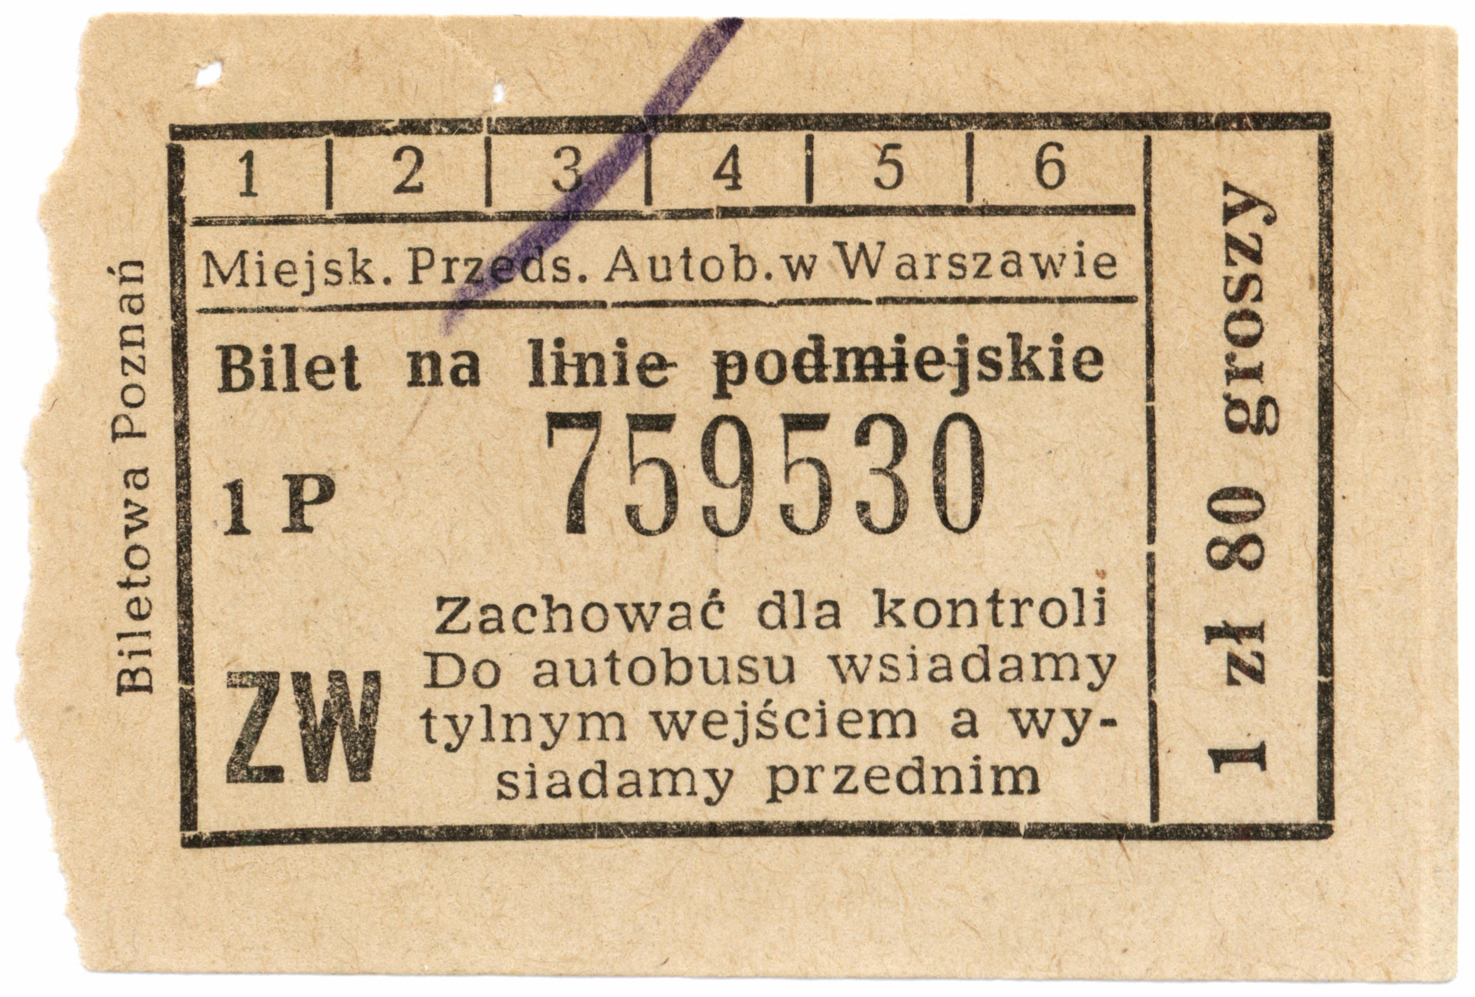 1 2 3 4 5 6
Miejsk. Przeds. Autob. w Warszawie
Bilet na linie podmiejskie
759530
1 P
Zachować dla kontroli
Do autobusu wsiadamy
tylnym wejściem a wy-
siadamy przednim
ZW
1 zł 80 groszy
Biletowa Poznań